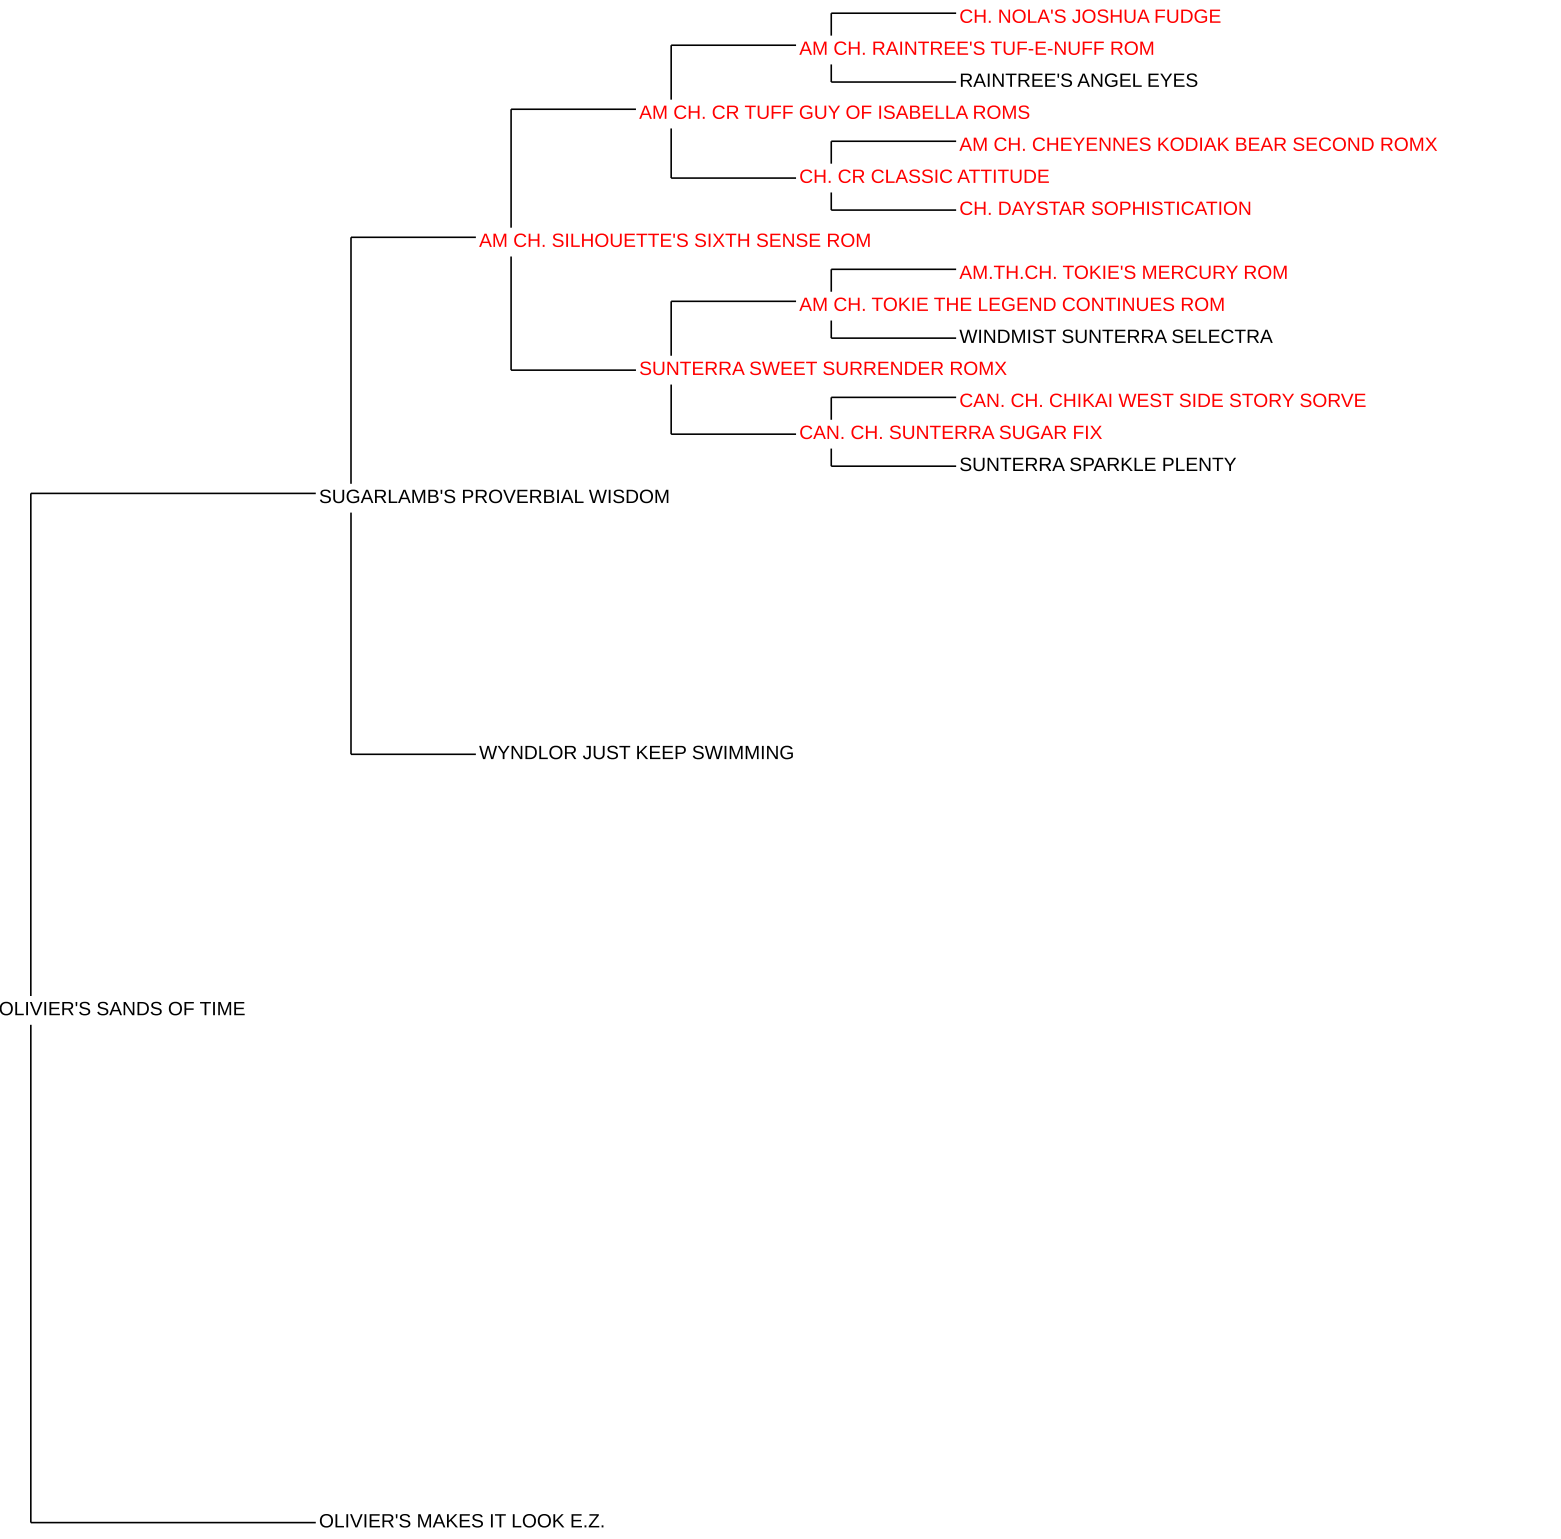 CH. NOLA'S JOSHUA FUDGE
AM CH. RAINTREE'S TUF-E-NUFF ROM
RAINTREE'S ANGEL EYES
AM CH. CR TUFF GUY OF ISABELLA ROMS
AM CH. CHEYENNES KODIAK BEAR SECOND ROMX
CH. CR CLASSIC ATTITUDE
CH. DAYSTAR SOPHISTICATION
AM CH. SILHOUETTE'S SIXTH SENSE ROM
AM.TH.CH. TOKIE'S MERCURY ROM
AM CH. TOKIE THE LEGEND CONTINUES ROM
WINDMIST SUNTERRA SELECTRA
SUNTERRA SWEET SURRENDER ROMX
CAN. CH. CHIKAI WEST SIDE STORY SORVE
CAN. CH. SUNTERRA SUGAR FIX
SUNTERRA SPARKLE PLENTY
SUGARLAMB'S PROVERBIAL WISDOM
WYNDLOR JUST KEEP SWIMMING
OLIVIER'S SANDS OF TIME
OLIVIER'S MAKES IT LOOK E.Z.